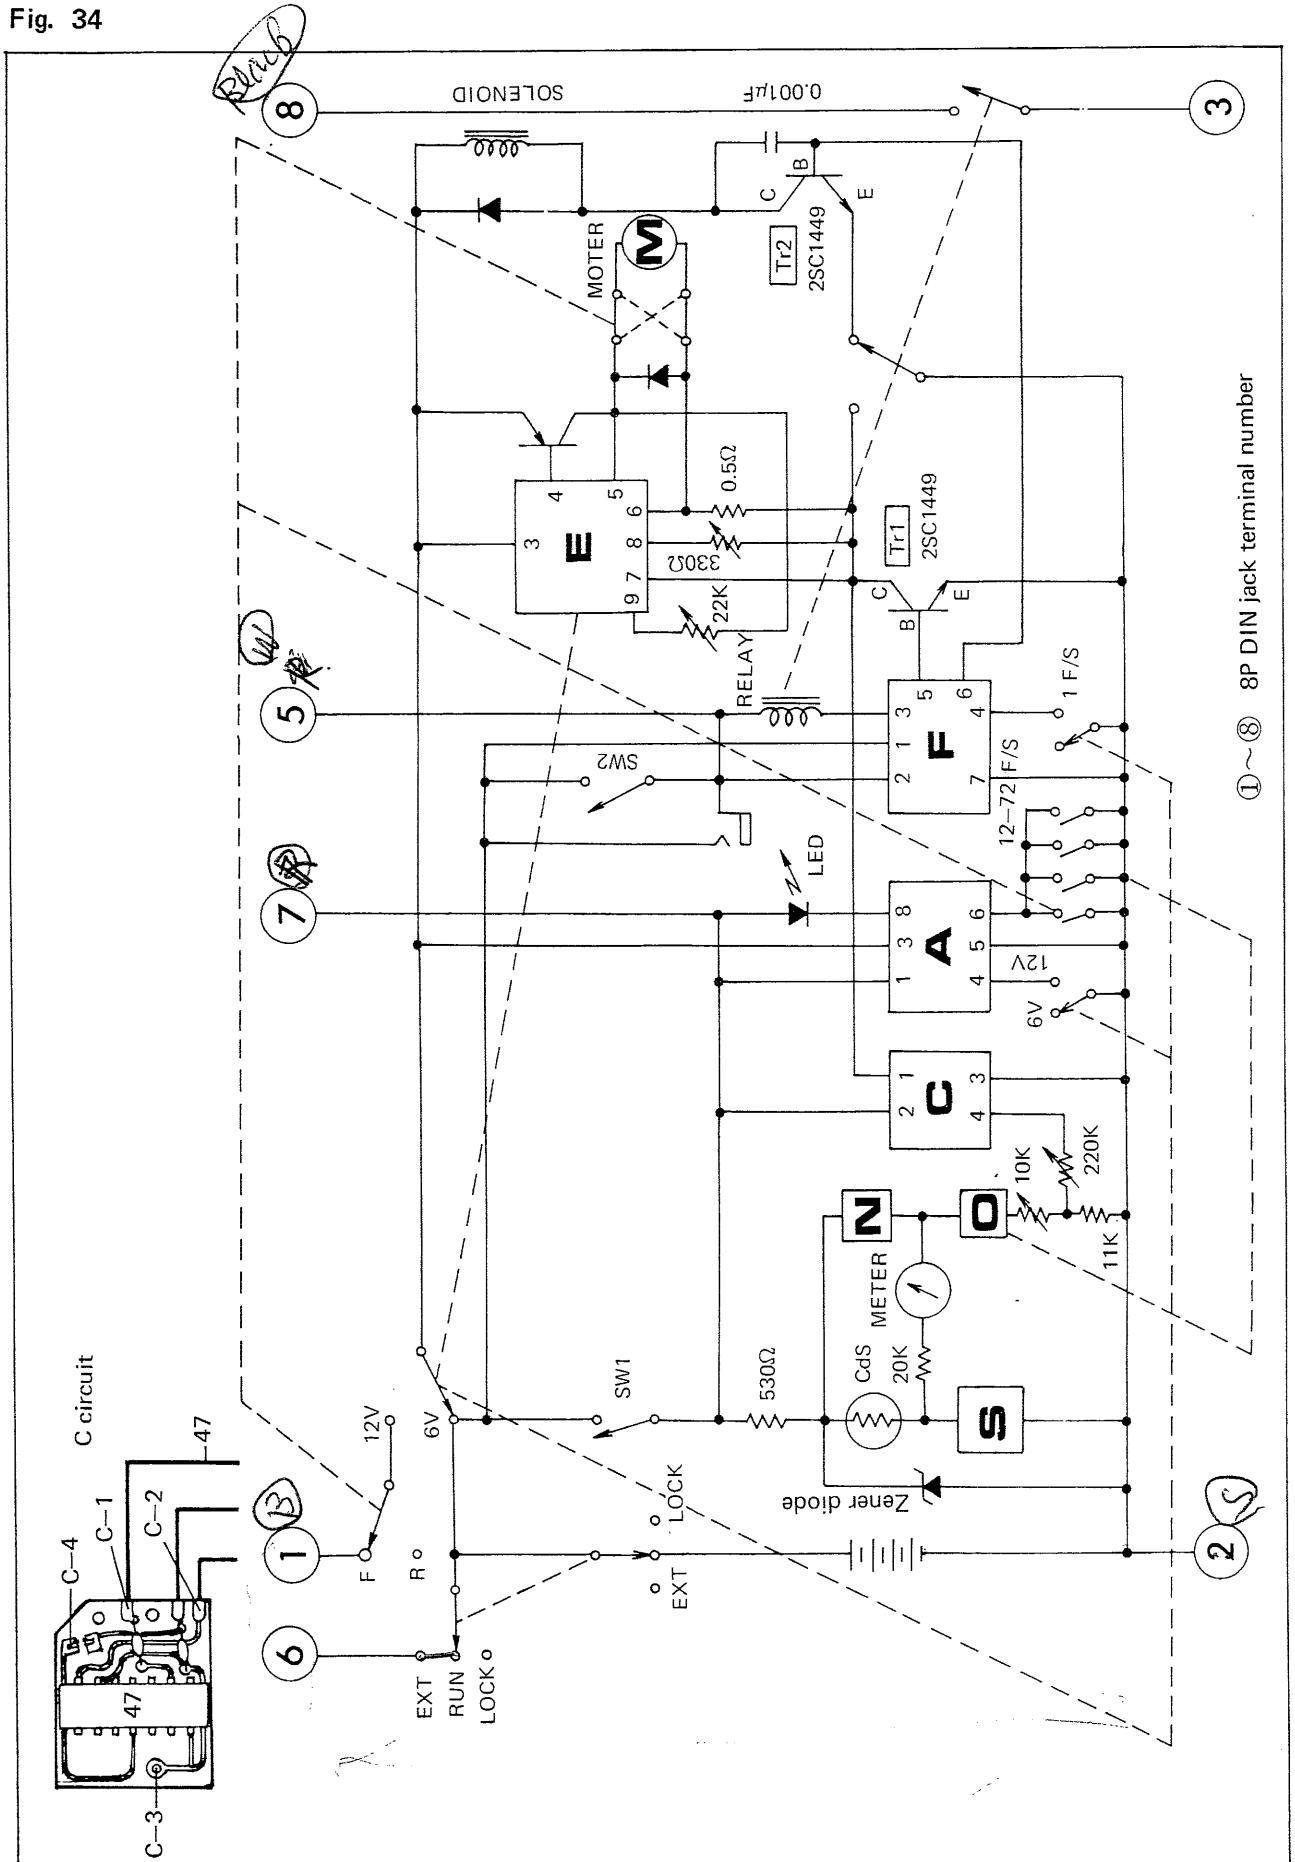 Fig. 34
Black
8
SOLENOID
0.001µF
3
B
C
E
Tr2
2SC1449
MOTER
M
4
5
3
E
6
8
7
9
0.5Ω
330Ω
22K
Tr1
2SC1449
C
B
E
W
R
5
RELAY
3
1
2
F
5
6
4
7
1 F/S
SW2
12–72 F/S
①~⑧ 8P DIN jack terminal number
7
LED
8
3
1
A
6
5
4
12V
6V
1
2
C
3
4
220K
10K
11K
N
O
METER
CdS
20K
S
530Ω
Zener diode
SW1
12V
6V
C circuit
47
C–4
C–1
C–2
C–3
47
B
1
F
R
LOCK
EXT
2
S
6
EXT
RUN
LOCK